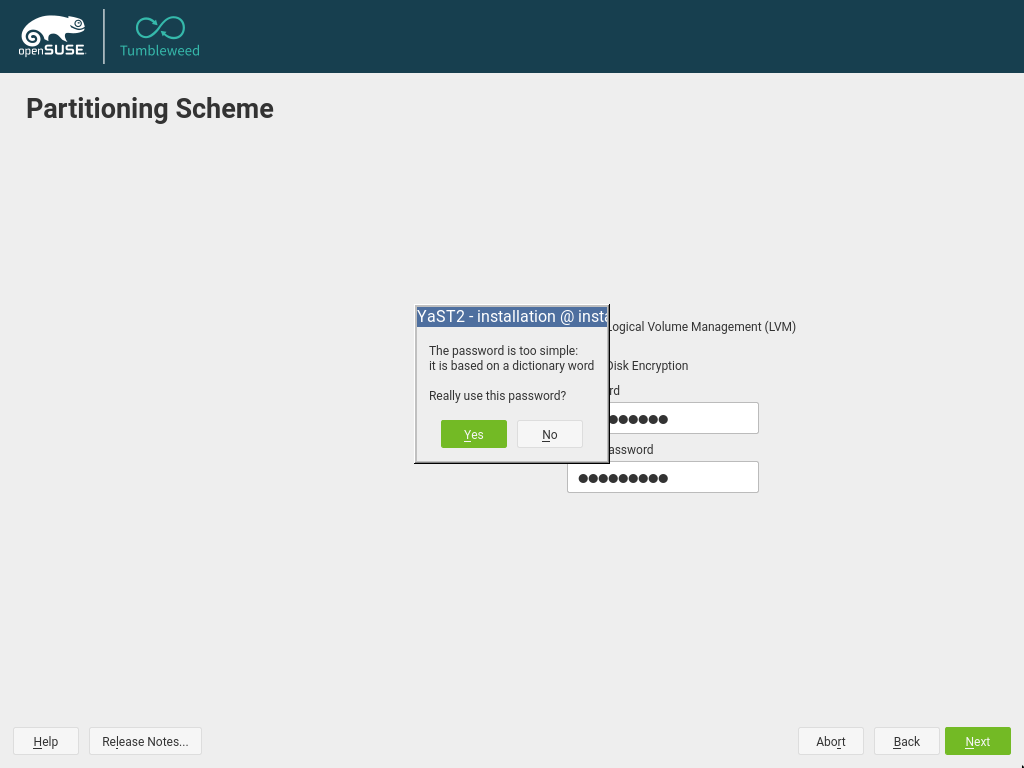 openSUSE
Tumbleweed
Partitioning Scheme
YaST2 - installation @ insta
Logical Volume Management (LVM)
The password is too simple:
it is based on a dictionary word
Disk Encryption
rd
Really use this password?
Yes
No
assword
Help
Release Notes...
Abort
Back
Next